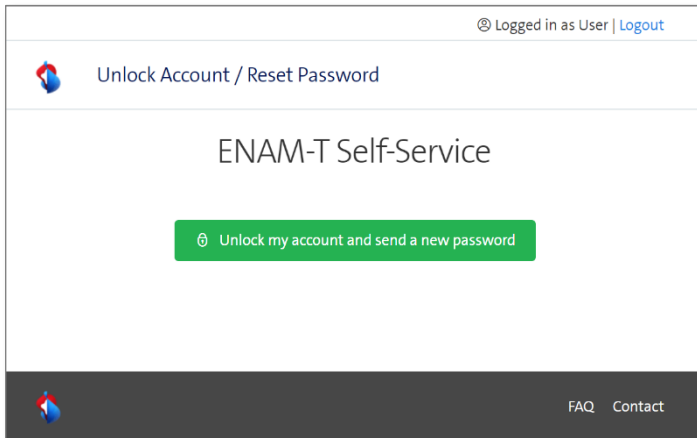 Logged in as User | Logout
Unlock Account / Reset Password
ENAM-T Self-Service
Unlock my account and send a new password
FAQ Contact